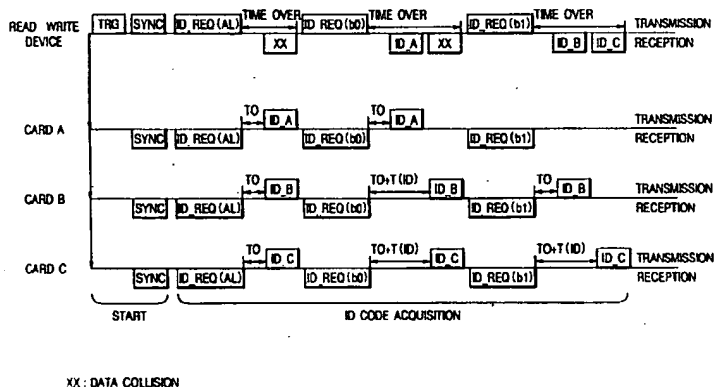 TRG SYNC ID_REQ(AL) TIME OVER ID_REQ(b0) TIME OVER ID_REQ(b1) TIME OVER TRANSMISSION
READ WRITE
DEVICE
XX ID_A XX ID_B ID_C RECEPTION
TO ID_A TO ID_A TRANSMISSION
CARD A
SYNC ID_REQ(AL) ID_REQ(b0) ID_REQ(b1) RECEPTION
TO ID_B TO+T(ID) ID_B TO ID_B TRANSMISSION
CARD B
SYNC ID_REQ(AL) ID_REQ(b0) ID_REQ(b1) RECEPTION
TO ID_C TO+T(ID) ID_C TO+T(ID) ID_C TRANSMISSION
CARD C
SYNC ID_REQ(AL) ID_REQ(b0) ID_REQ(b1) RECEPTION
START ID CODE ACQUISITION
XX : DATA COLLISION